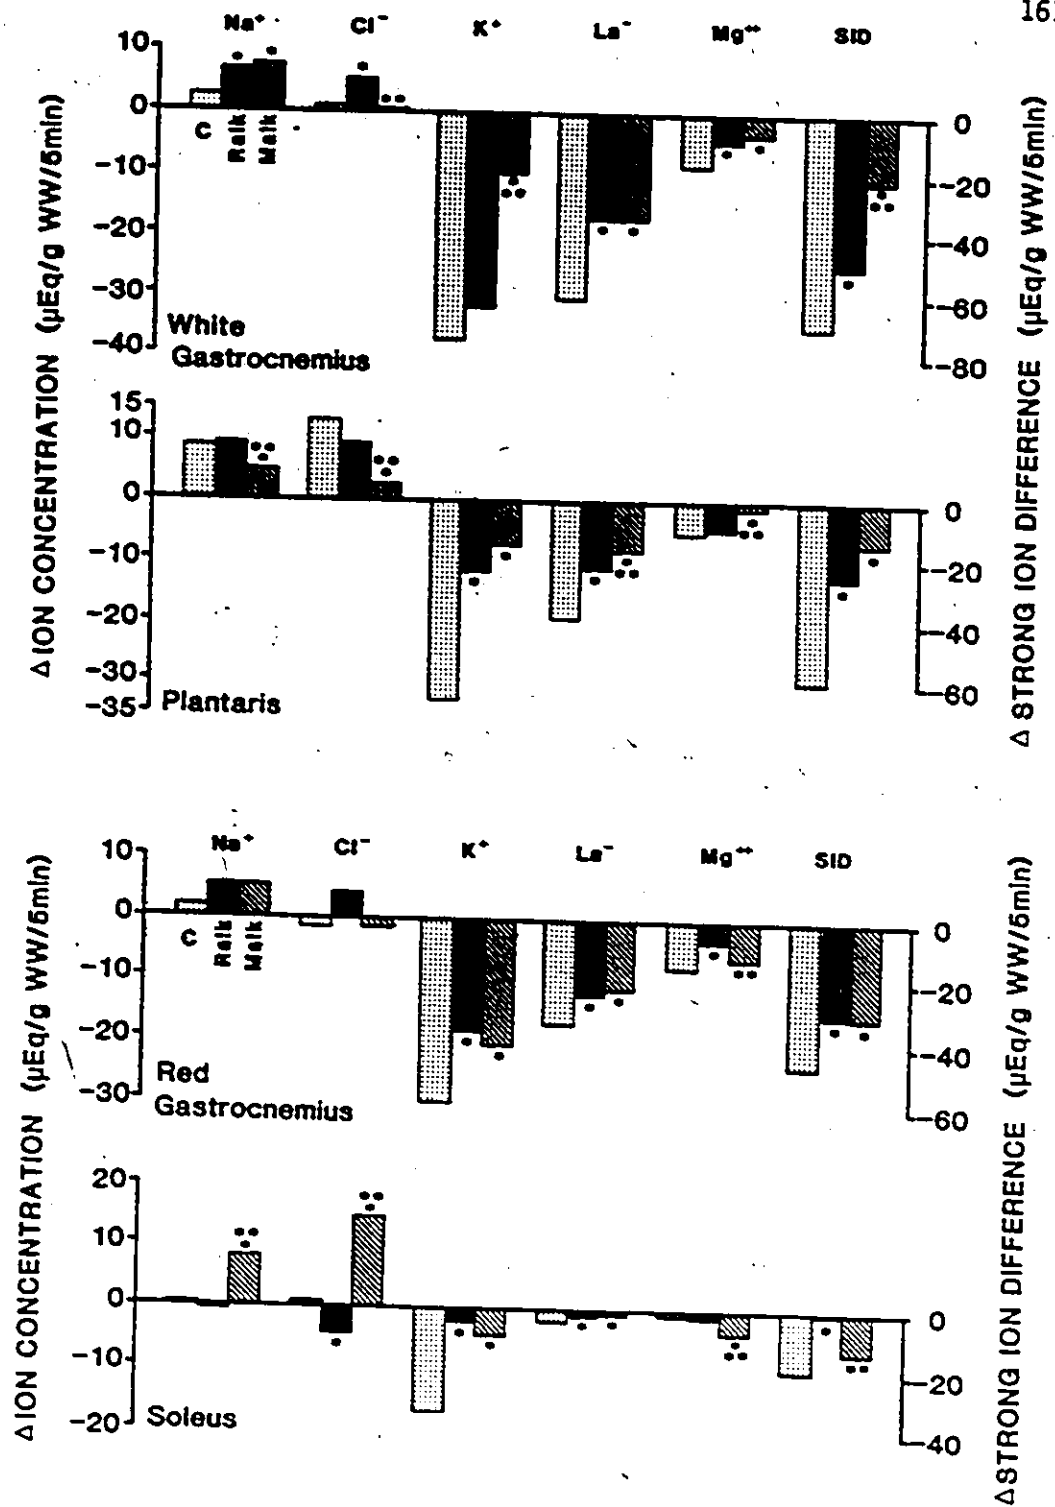 161
Na⁺ Cl⁻ K⁺ La⁻ Mg⁺⁺ SID
10
0
-10
-20
-30
-40
C Ralk Malk
White
Gastrocnemius
0
-20
-40
-60
-80
15
10
0
-10
-20
-30
-35
Plantaris
0
-20
-40
-60
ΔION CONCENTRATION (µEq/g WW/5min)
ΔSTRONG ION DIFFERENCE (µEq/g WW/5min)
Na⁺ Cl⁻ K⁺ La⁻ Mg⁺⁺ SID
10
0
-10
-20
-30
C Ralk Malk
Red
Gastrocnemius
0
-20
-40
-60
20
10
0
-10
-20
Soleus
0
-20
-40
ΔION CONCENTRATION (µEq/g WW/5min)
ΔSTRONG ION DIFFERENCE (µEq/g WW/5min)